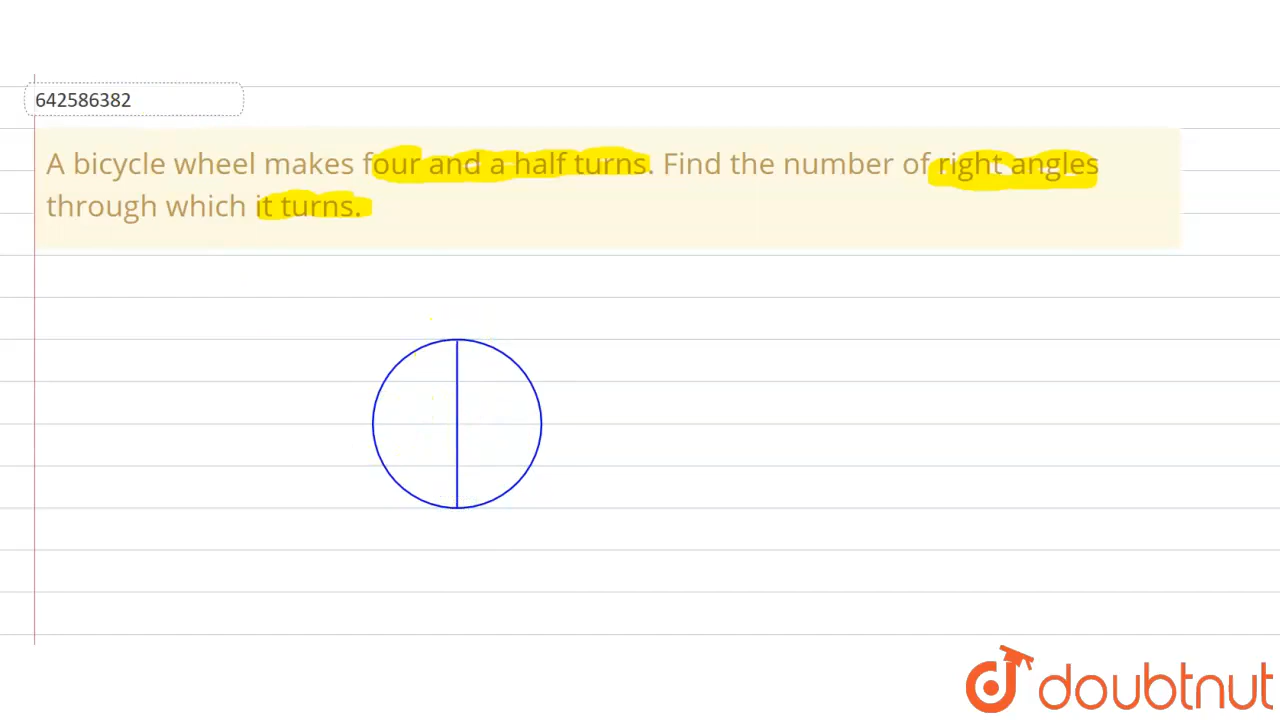 642586382
A bicycle wheel makes four and a half turns. Find the number of right angles
through which it turns.
doubtnut